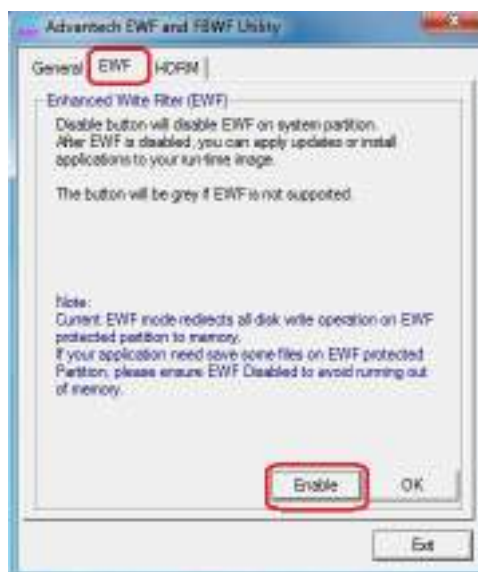 Advantech EWF and FBWF Utility
General EWF HORM
Enhanced Write Filter (EWF)
Disable button will disable EWF on system partition.
After EWF is disabled, you can apply updates or install
applications to your run-time image.
The button will be grey if EWF is not supported.
Note:
Current EWF mode redirects all disk write operation on EWF
protected partition to memory.
If your application need save some files on EWF protected
Partition, please ensure EWF Disabled to avoid running out
of memory.
Enable OK
Exit